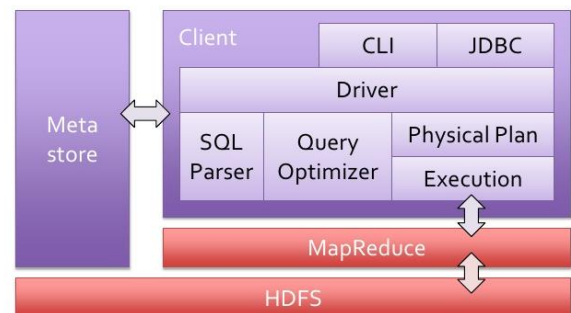 Client
CLI
JDBC
Driver
Meta
store
SQL
Parser
Query
Optimizer
Physical Plan
Execution
MapReduce
HDFS